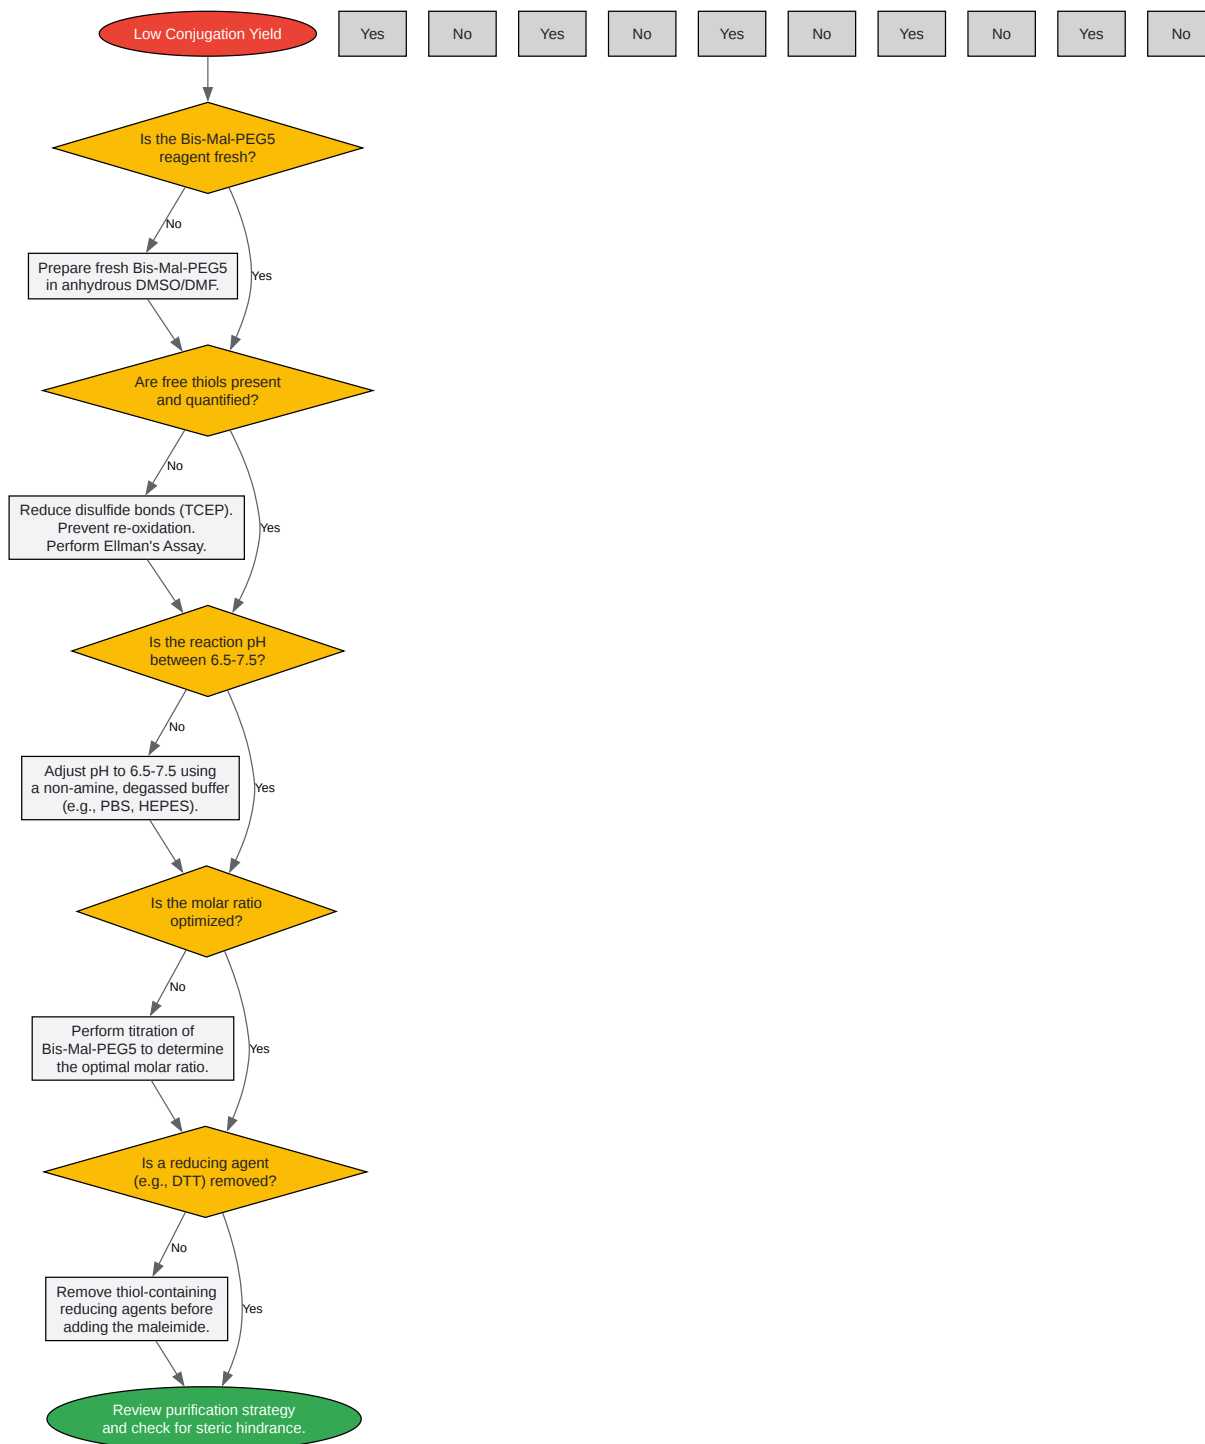 Low Conjugation Yield
Yes
No
Yes
No
Yes
No
Yes
No
Yes
No
Is the Bis-Mal-PEG5
reagent fresh?
No
Yes
Prepare fresh Bis-Mal-PEG5
in anhydrous DMSO/DMF.
Are free thiols present
and quantified?
No
Yes
Reduce disulfide bonds (TCEP).
Prevent re-oxidation.
Perform Ellman's Assay.
Is the reaction pH
between 6.5-7.5?
No
Yes
Adjust pH to 6.5-7.5 using
a non-amine, degassed buffer
(e.g., PBS, HEPES).
Is the molar ratio
optimized?
No
Yes
Perform titration of
Bis-Mal-PEG5 to determine
the optimal molar ratio.
Is a reducing agent
(e.g., DTT) removed?
No
Yes
Remove thiol-containing
reducing agents before
adding the maleimide.
Review purification strategy
and check for steric hindrance.